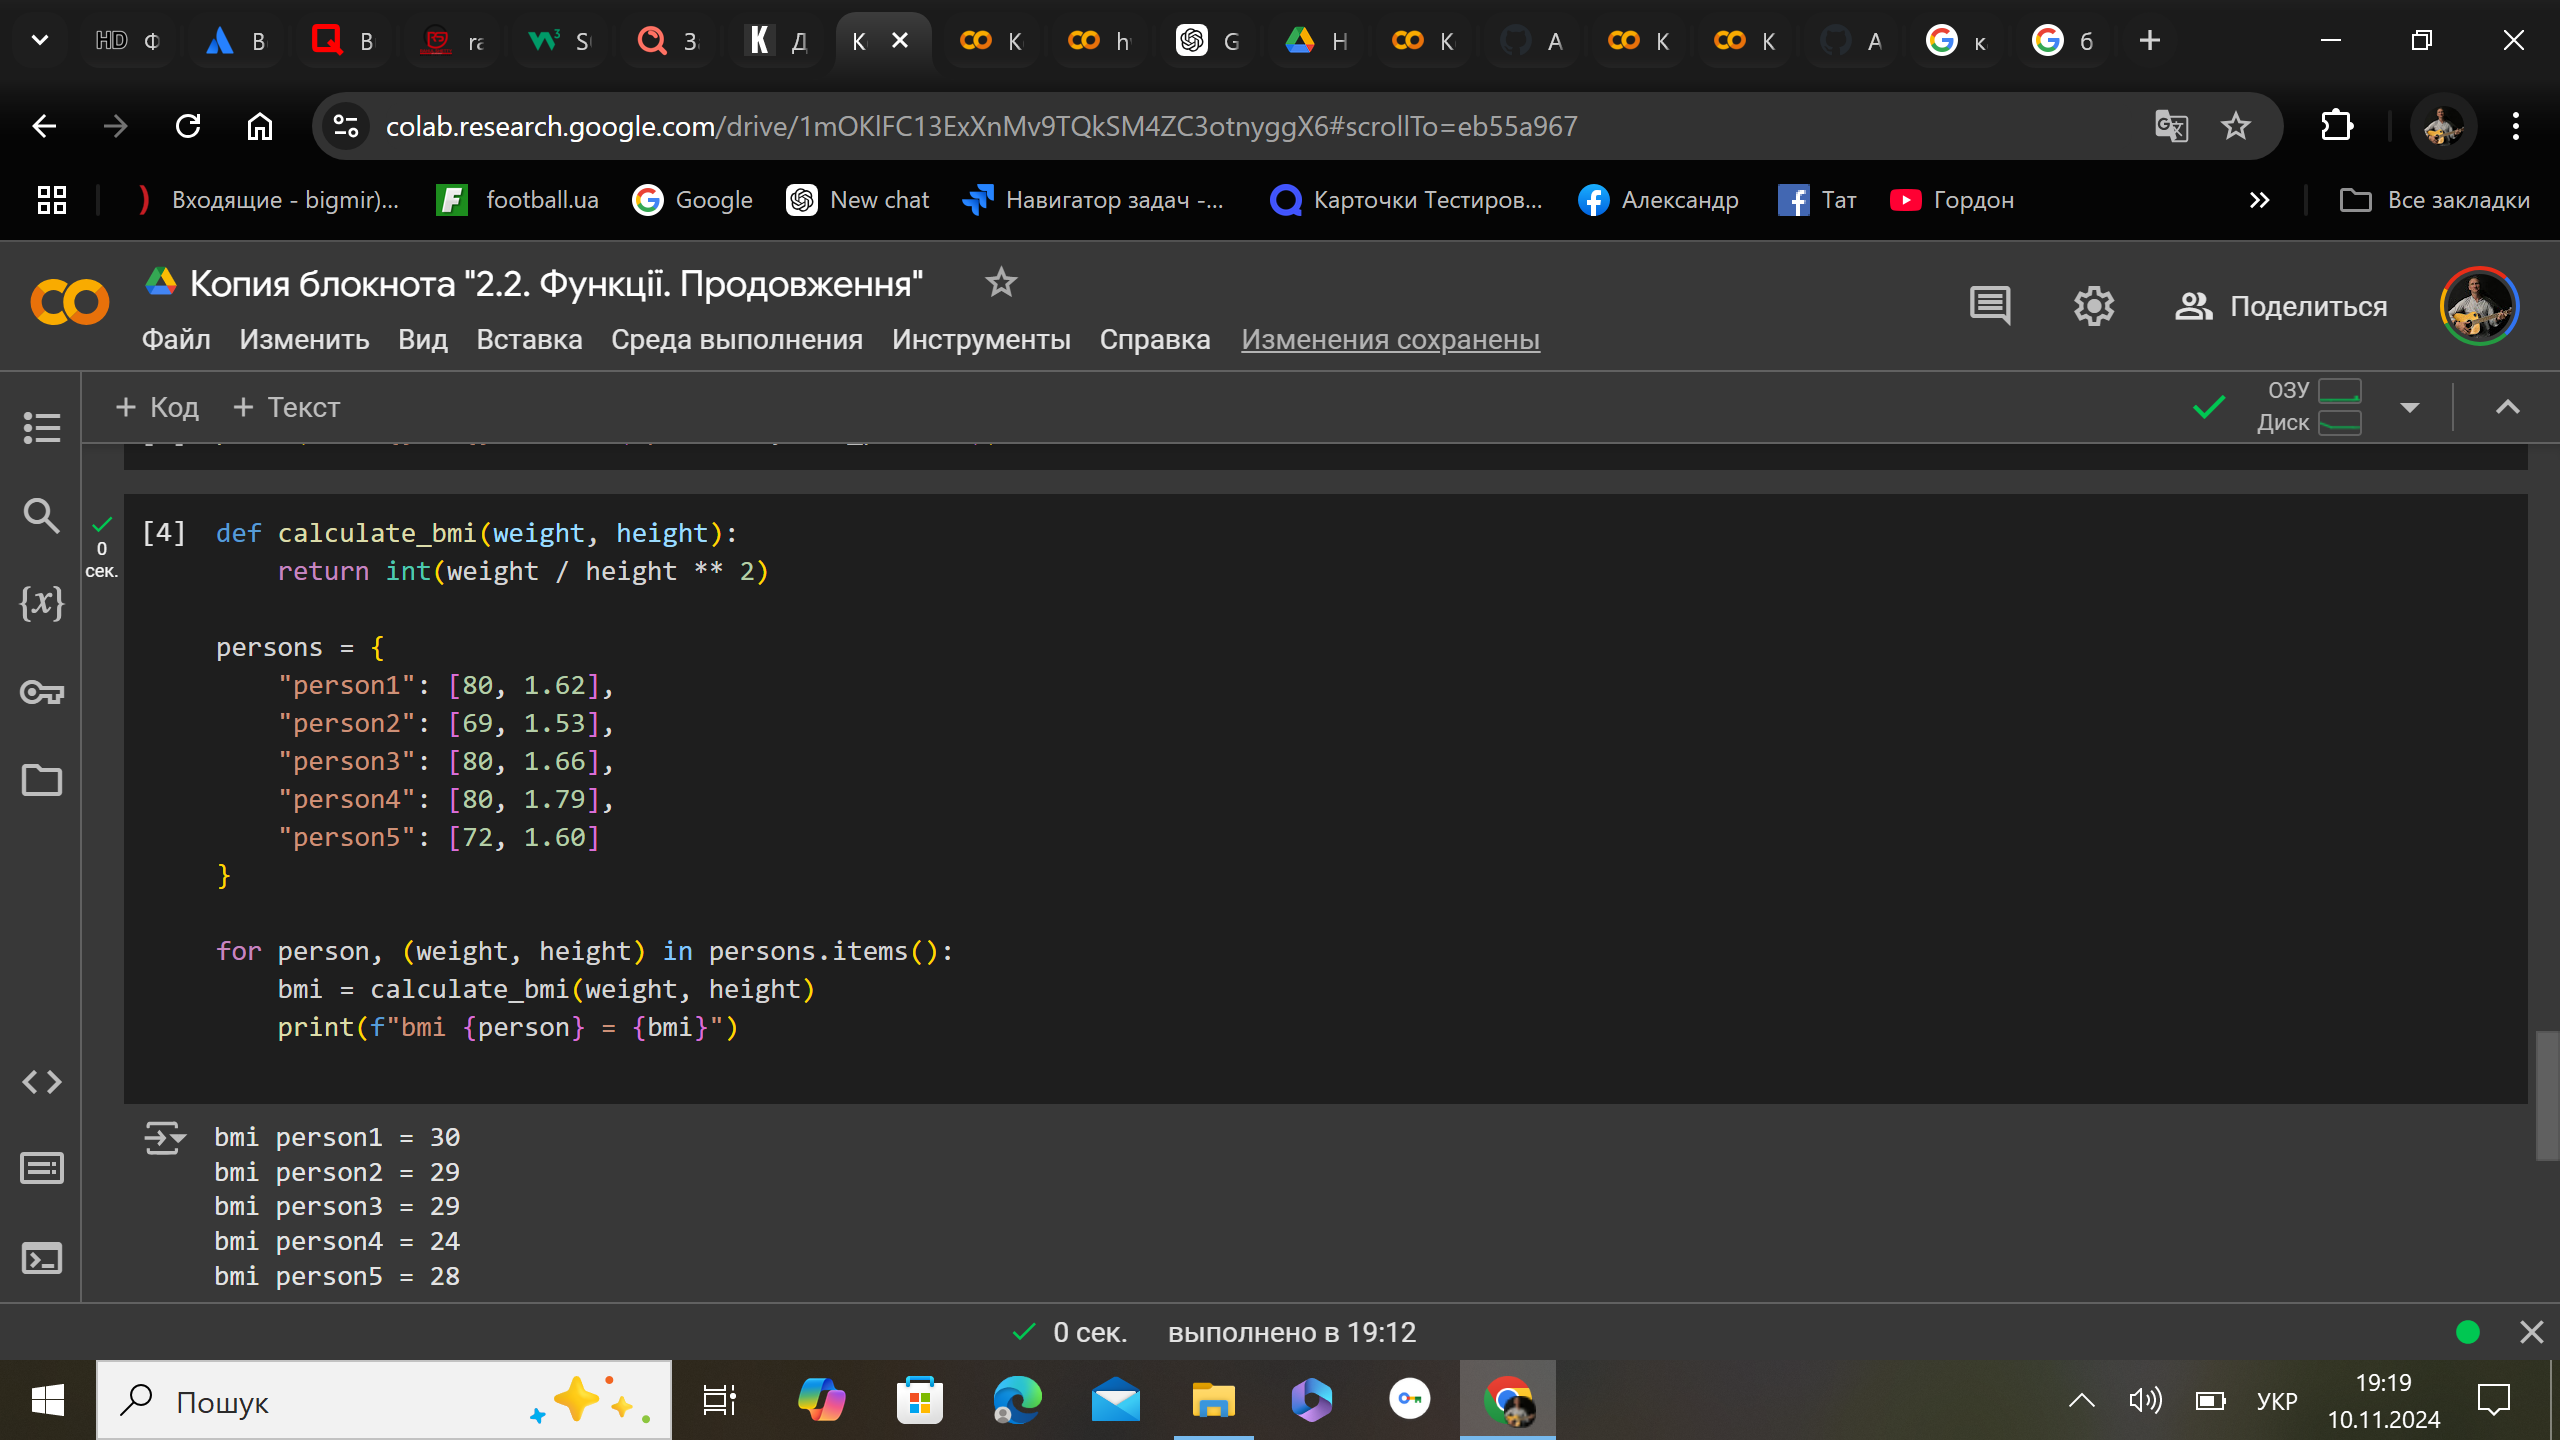 HD Ф
В
В
ra
З
К Д
К
К
h
G
Н
К
А
К
К
А
к
б
colab.research.google.com/drive/1mOKlFC13ExXnMv9TQkSM4ZC3otnyggX6#scrollTo=eb55a967
Входящие - bigmir)...
football.ua
Google
New chat
Навигатор задач -...
Карточки Тестиров...
Александр
Тат
Гордон
Все закладки
Копия блокнота "2.2. Функції. Продовження"
Файл Изменить Вид Вставка Среда выполнения Инструменты Справка Изменения сохранены
Поделиться
+ Код + Текст
ОЗУ
Диск
0
сек.
[4] def calculate_bmi(weight, height):
return int(weight / height ** 2)
persons = {
"person1": [80, 1.62],
"person2": [69, 1.53],
"person3": [80, 1.66],
"person4": [80, 1.79],
"person5": [72, 1.60]
}
for person, (weight, height) in persons.items():
bmi = calculate_bmi(weight, height)
print(f"bmi {person} = {bmi}")
bmi person1 = 30
bmi person2 = 29
bmi person3 = 29
bmi person4 = 24
bmi person5 = 28
0 сек. выполнено в 19:12
Пошук
УКР
19:19
10.11.2024